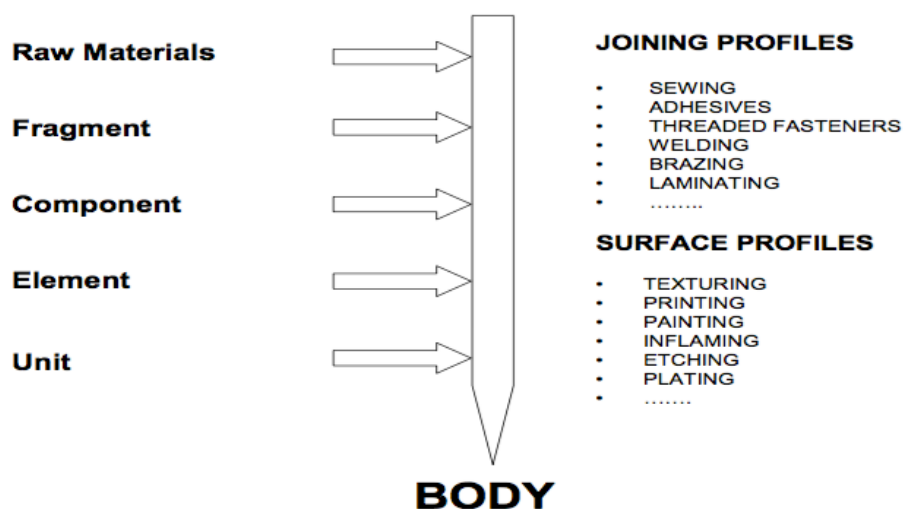 Raw Materials
Fragment
Component
Element
Unit
JOINING PROFILES
• SEWING
• ADHESIVES
• THREADED FASTENERS
• WELDING
• BRAZING
• LAMINATING
• ........
SURFACE PROFILES
• TEXTURING
• PRINTING
• PAINTING
• INFLAMING
• ETCHING
• PLATING
• .......
BODY